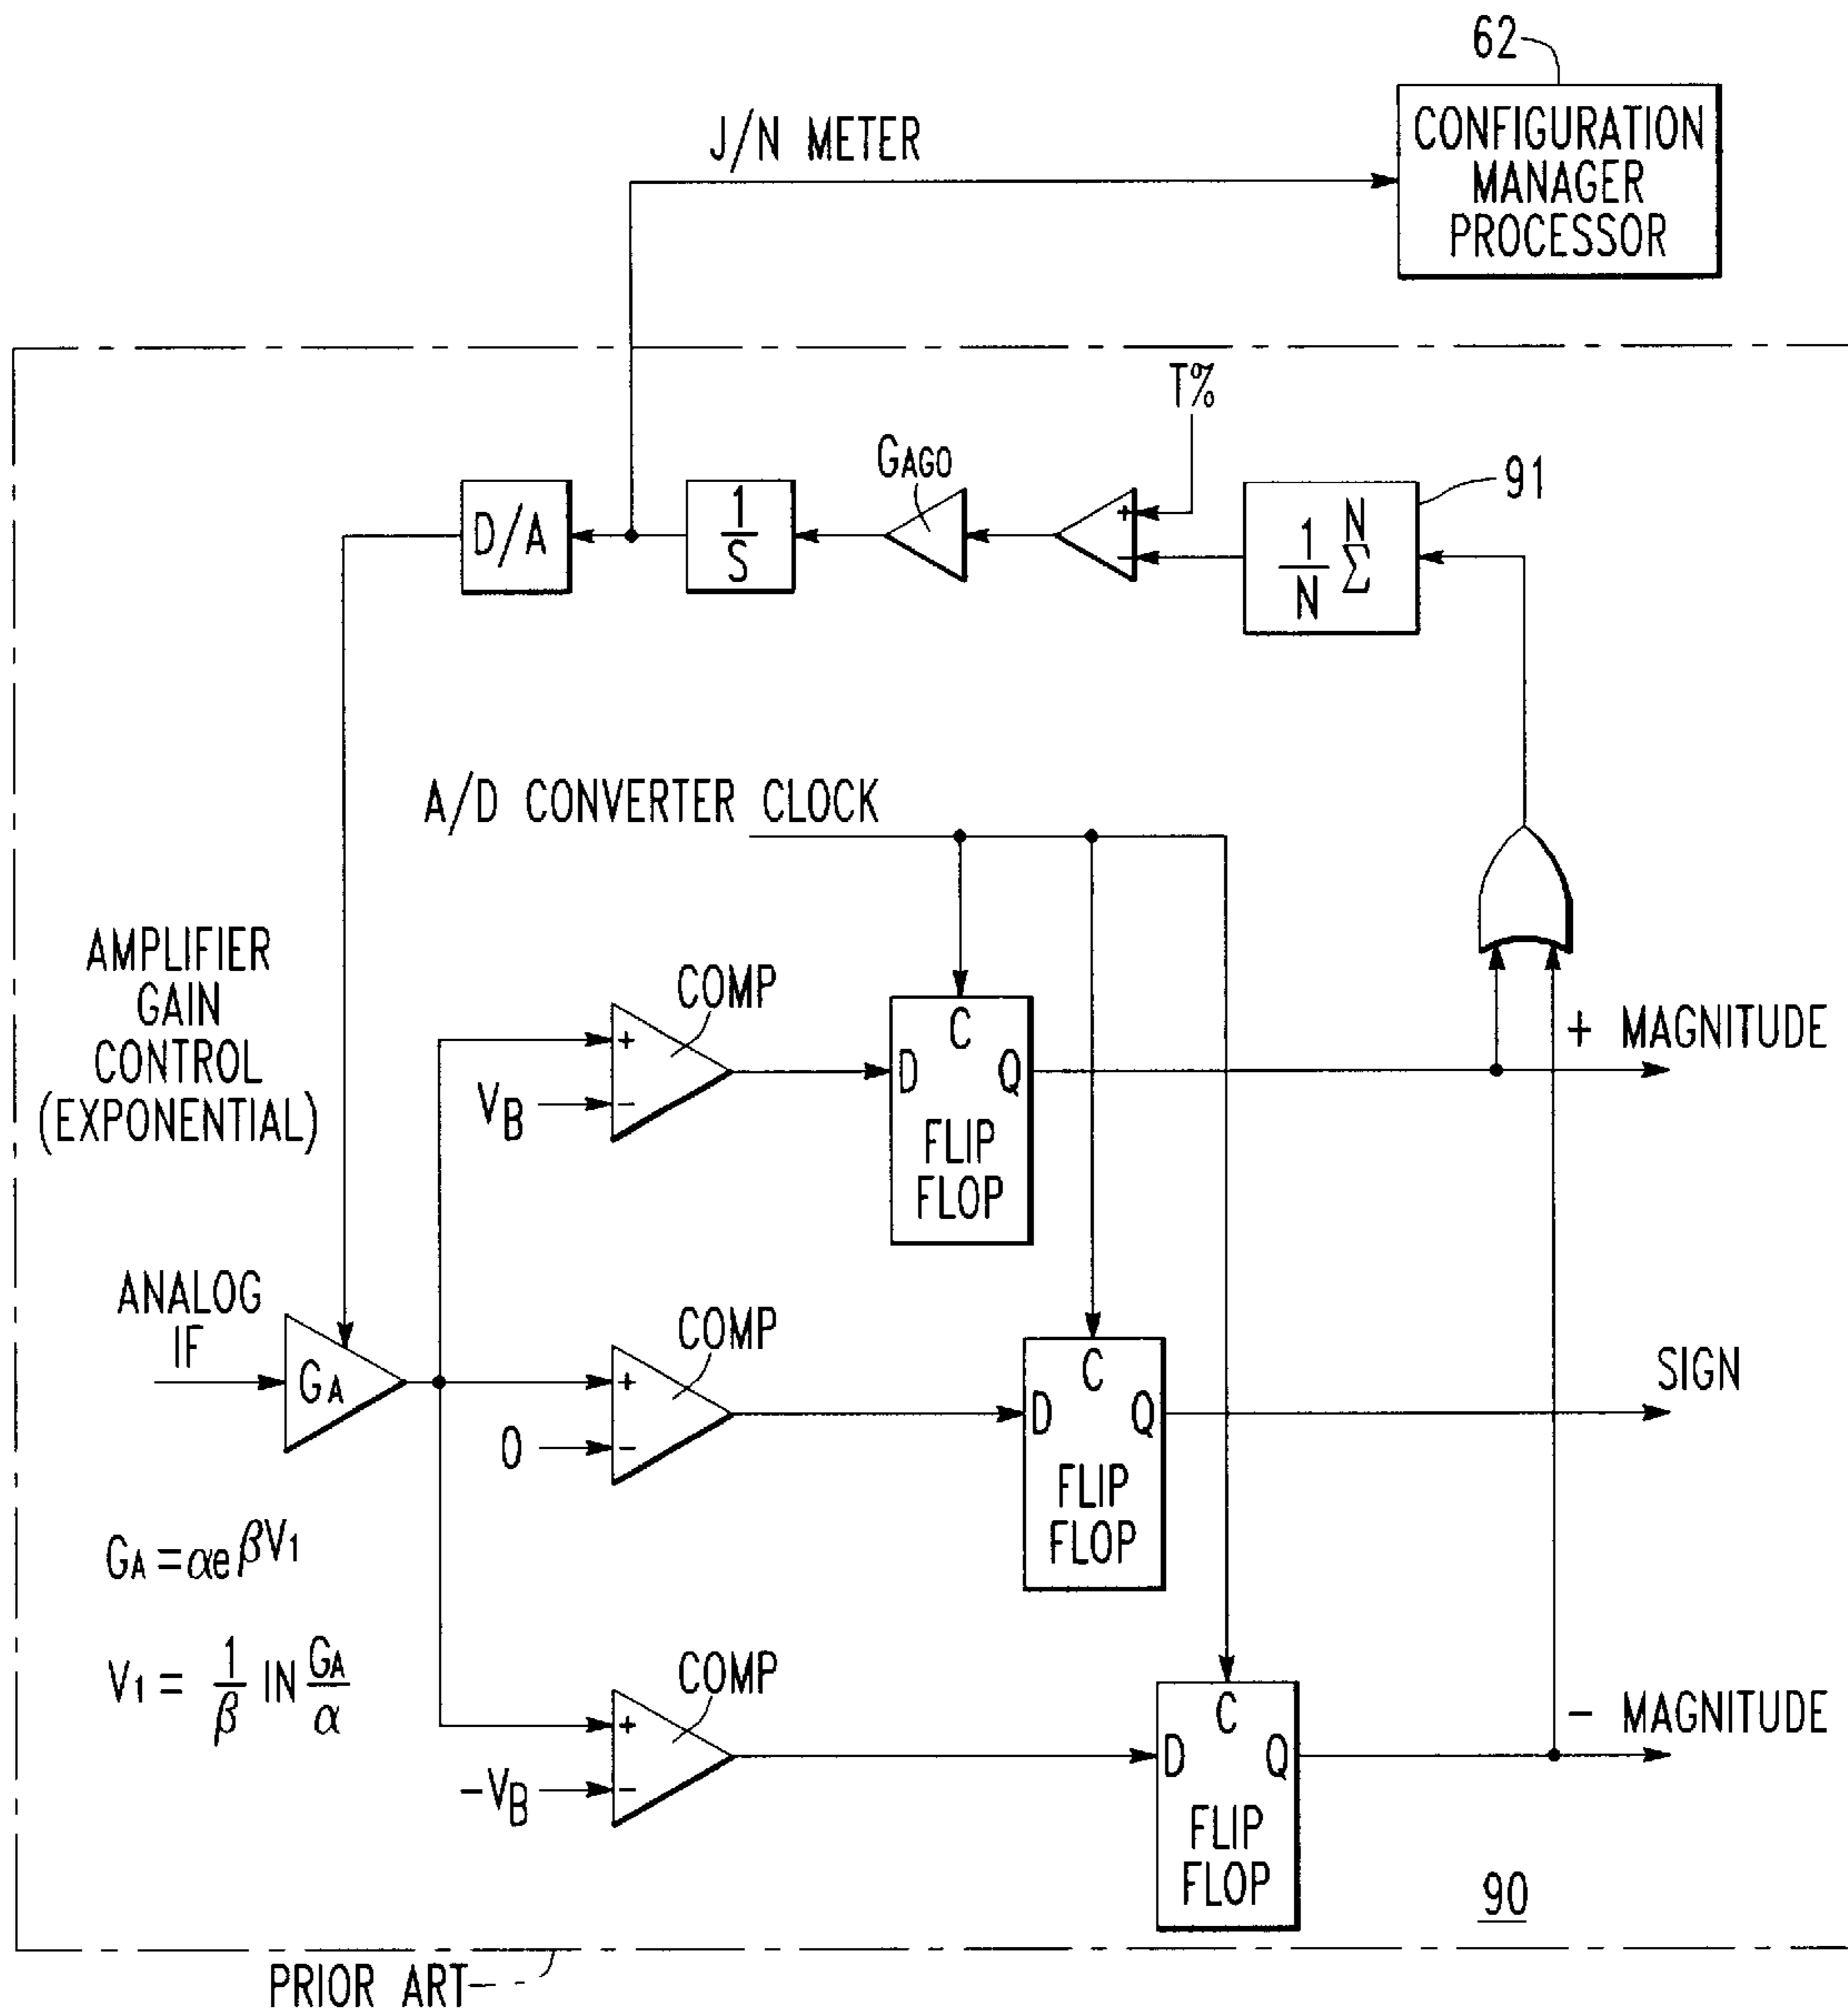 62
CONFIGURATION
MANAGER
PROCESSOR
J/N METER
T%
GAGO
91
D/A
1
S
+
−
1
N
N
Σ
A/D CONVERTER CLOCK
AMPLIFIER
GAIN
CONTROL
(EXPONENTIAL)
COMP
+
VB
−
C
D Q
FLIP
FLOP
+ MAGNITUDE
ANALOG
IF
GA
COMP
+
0
−
C
D Q
FLIP
FLOP
SIGN
GA = αe βV1
V1 = 1/β IN GA/α
COMP
+
-VB
−
C
D Q
FLIP
FLOP
- MAGNITUDE
90
PRIOR ART